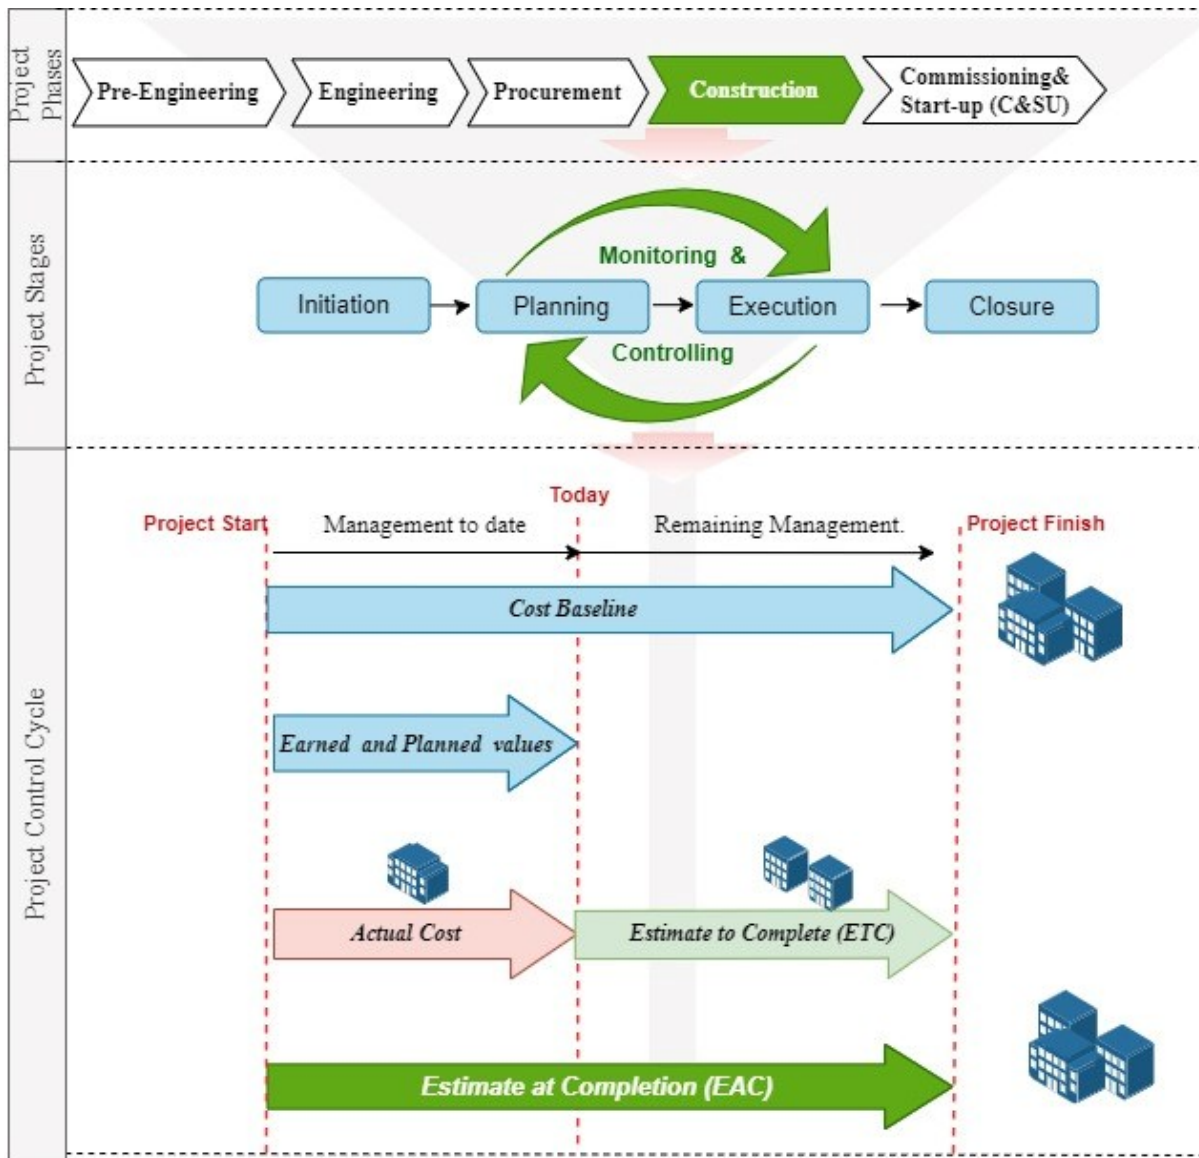 Project
Phases
Pre-Engineering
Engineering
Procurement
Construction
Commissioning&
Start-up (C&SU)
Project Stages
Monitoring &
Initiation
Planning
Execution
Closure
Controlling
Project Control Cycle
Today
Project Start
Management to date
Remaining Management.
Project Finish
Cost Baseline
Earned and Planned values
Actual Cost
Estimate to Complete (ETC)
Estimate at Completion (EAC)